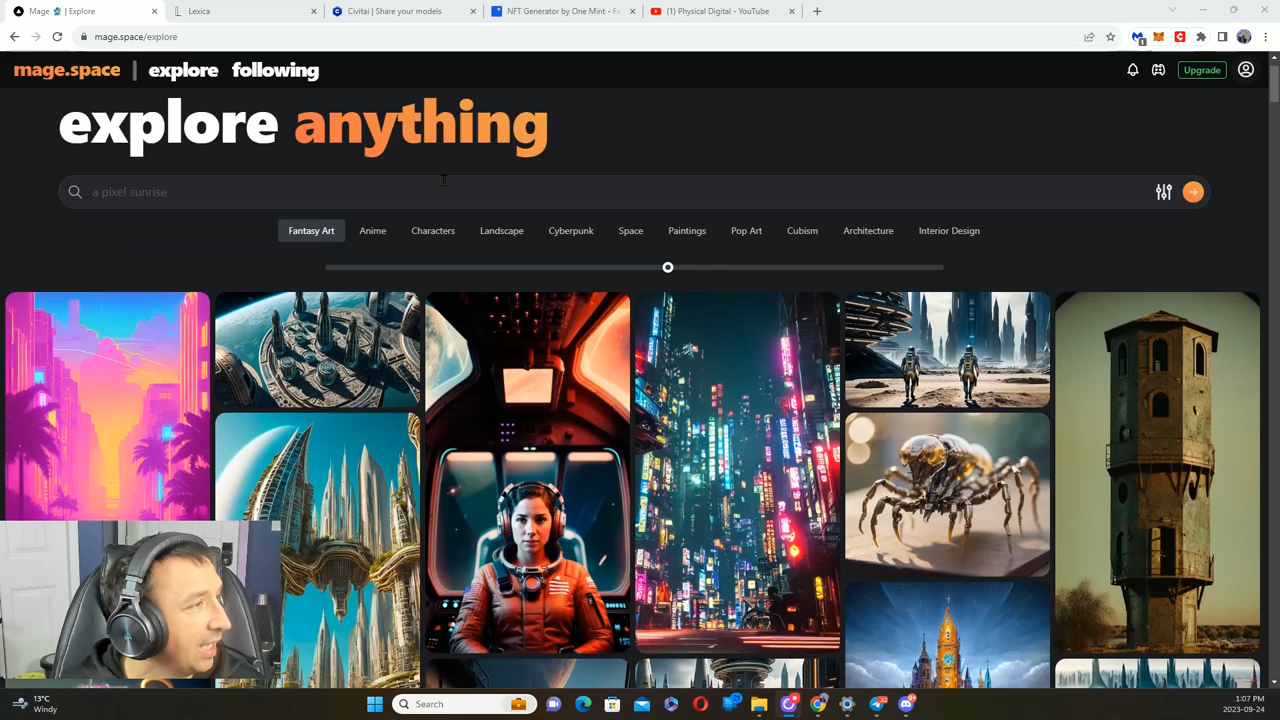 Mage | Explore
Lexica
Civitai | Share your models
NFT Generator by One Mint - F
(1) Physical Digital - YouTube
mage.space/explore
1
mage.space | explore following
Upgrade
explore anything
a pixel sunrise
Fantasy Art
Anime
Characters
Landscape
Cyberpunk
Space
Paintings
Pop Art
Cubism
Architecture
Interior Design
13°C
Windy
Search
1:07 PM
2023-09-24